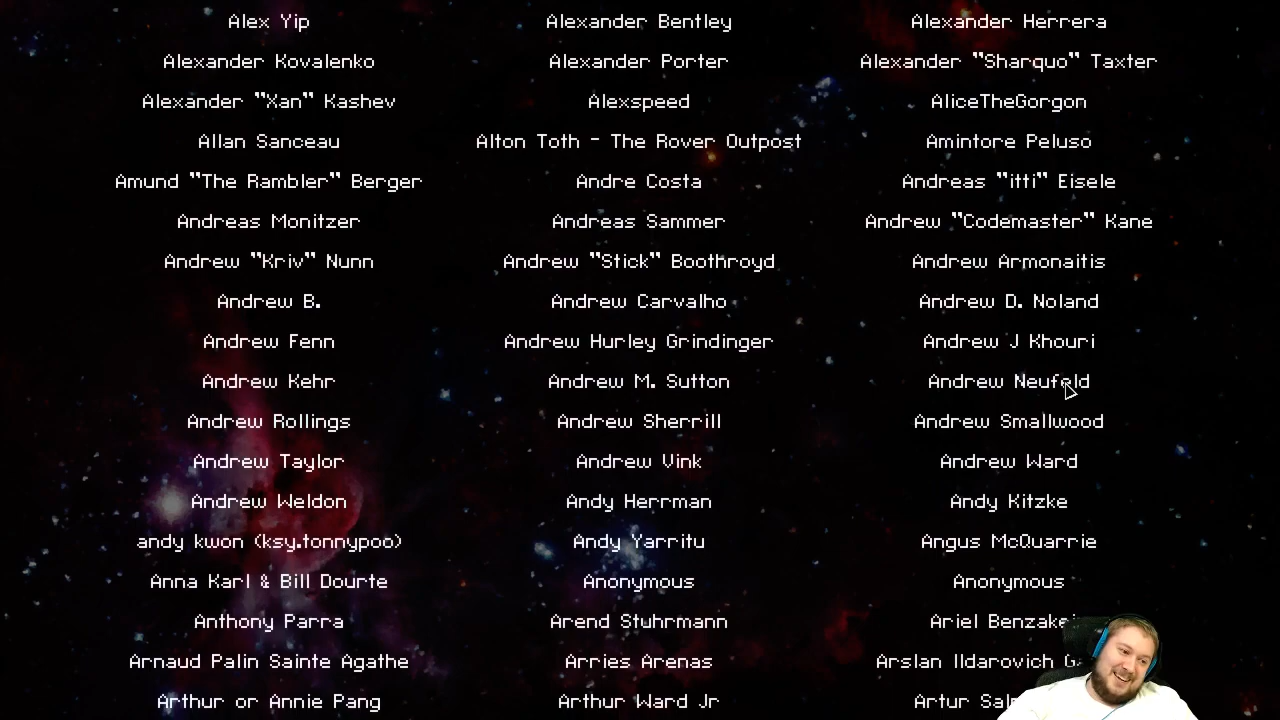 Alex Yip Alexander Bentley Alexander Herrera
Alexander Kovalenko Alexander Porter Alexander "Sharquo" Taxter
Alexander "Xan" Kashev Alexspeed AliceTheGorgon
Allan Sanceau Alton Toth - The Rover Outpost Amintore Peluso
Amund "The Rambler" Berger Andre Costa Andreas "itti" Eisele
Andreas Monitzer Andreas Sammer Andrew "Codemaster" Kane
Andrew "Kriv" Nunn Andrew "Stick" Boothroyd Andrew Armonaitis
Andrew B. Andrew Carvalho Andrew D. Noland
Andrew Fenn Andrew Hurley Grindinger Andrew J Khouri
Andrew Kehr Andrew M. Sutton Andrew Neufeld
Andrew Rollings Andrew Sherrill Andrew Smallwood
Andrew Taylor Andrew Vink Andrew Ward
Andrew Weldon Andy Herrman Andy Kitzke
andy kwon (ksy.tonnypoo) Andy Yarritu Angus McQuarrie
Anna Karl & Bill Dourte Anonymous Anonymous
Anthony Parra Arend Stuhrmann Ariel
Arnaud Palin Sainte Agathe Arries Arenas Arslan Ildarovich
Arthur or Annie Pang Arthur Ward Jr Artur